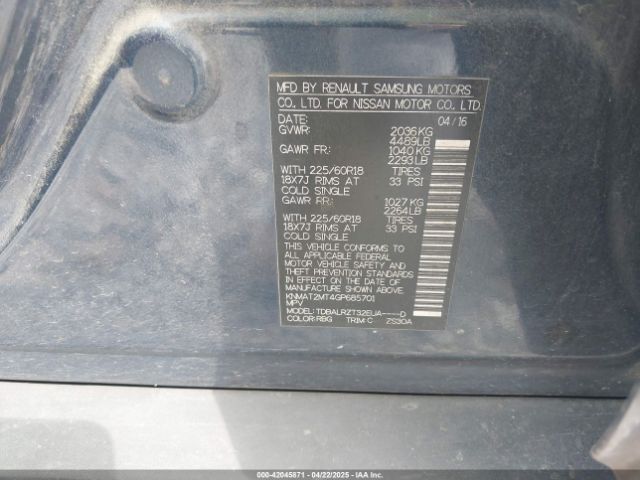 MFD BY RENAULT SAMSUNG MOTORS
CO. LTD. FOR NISSAN MOTOR CO. LTD.
DATE: 04/16
GVWR: 2036KG
4489LB
GAWR FR.: 1040KG
2293LB
WITH 225/60R18 TIRES
18X7J RIMS AT 33 PSI
COLD SINGLE
GAWR RR.: 1027KG
2264LB
WITH 225/60R18 TIRES
18X7J RIMS AT 33 PSI
COLD SINGLE
THIS VEHICLE CONFORMS TO
ALL APPLICABLE FEDERAL
MOTOR VEHICLE SAFETY AND
THEFT PREVENTION STANDARDS
IN EFFECT ON THE DATE OF
MANUFACTURE SHOWN ABOVE.
KNMAT2MT4GP685701
MPV
MODEL: TDBALRZT32EUA----D
COLOR:RBG TRIM:C ZS30A
000-42045871 - 04/22/2025 - IAAI.COM